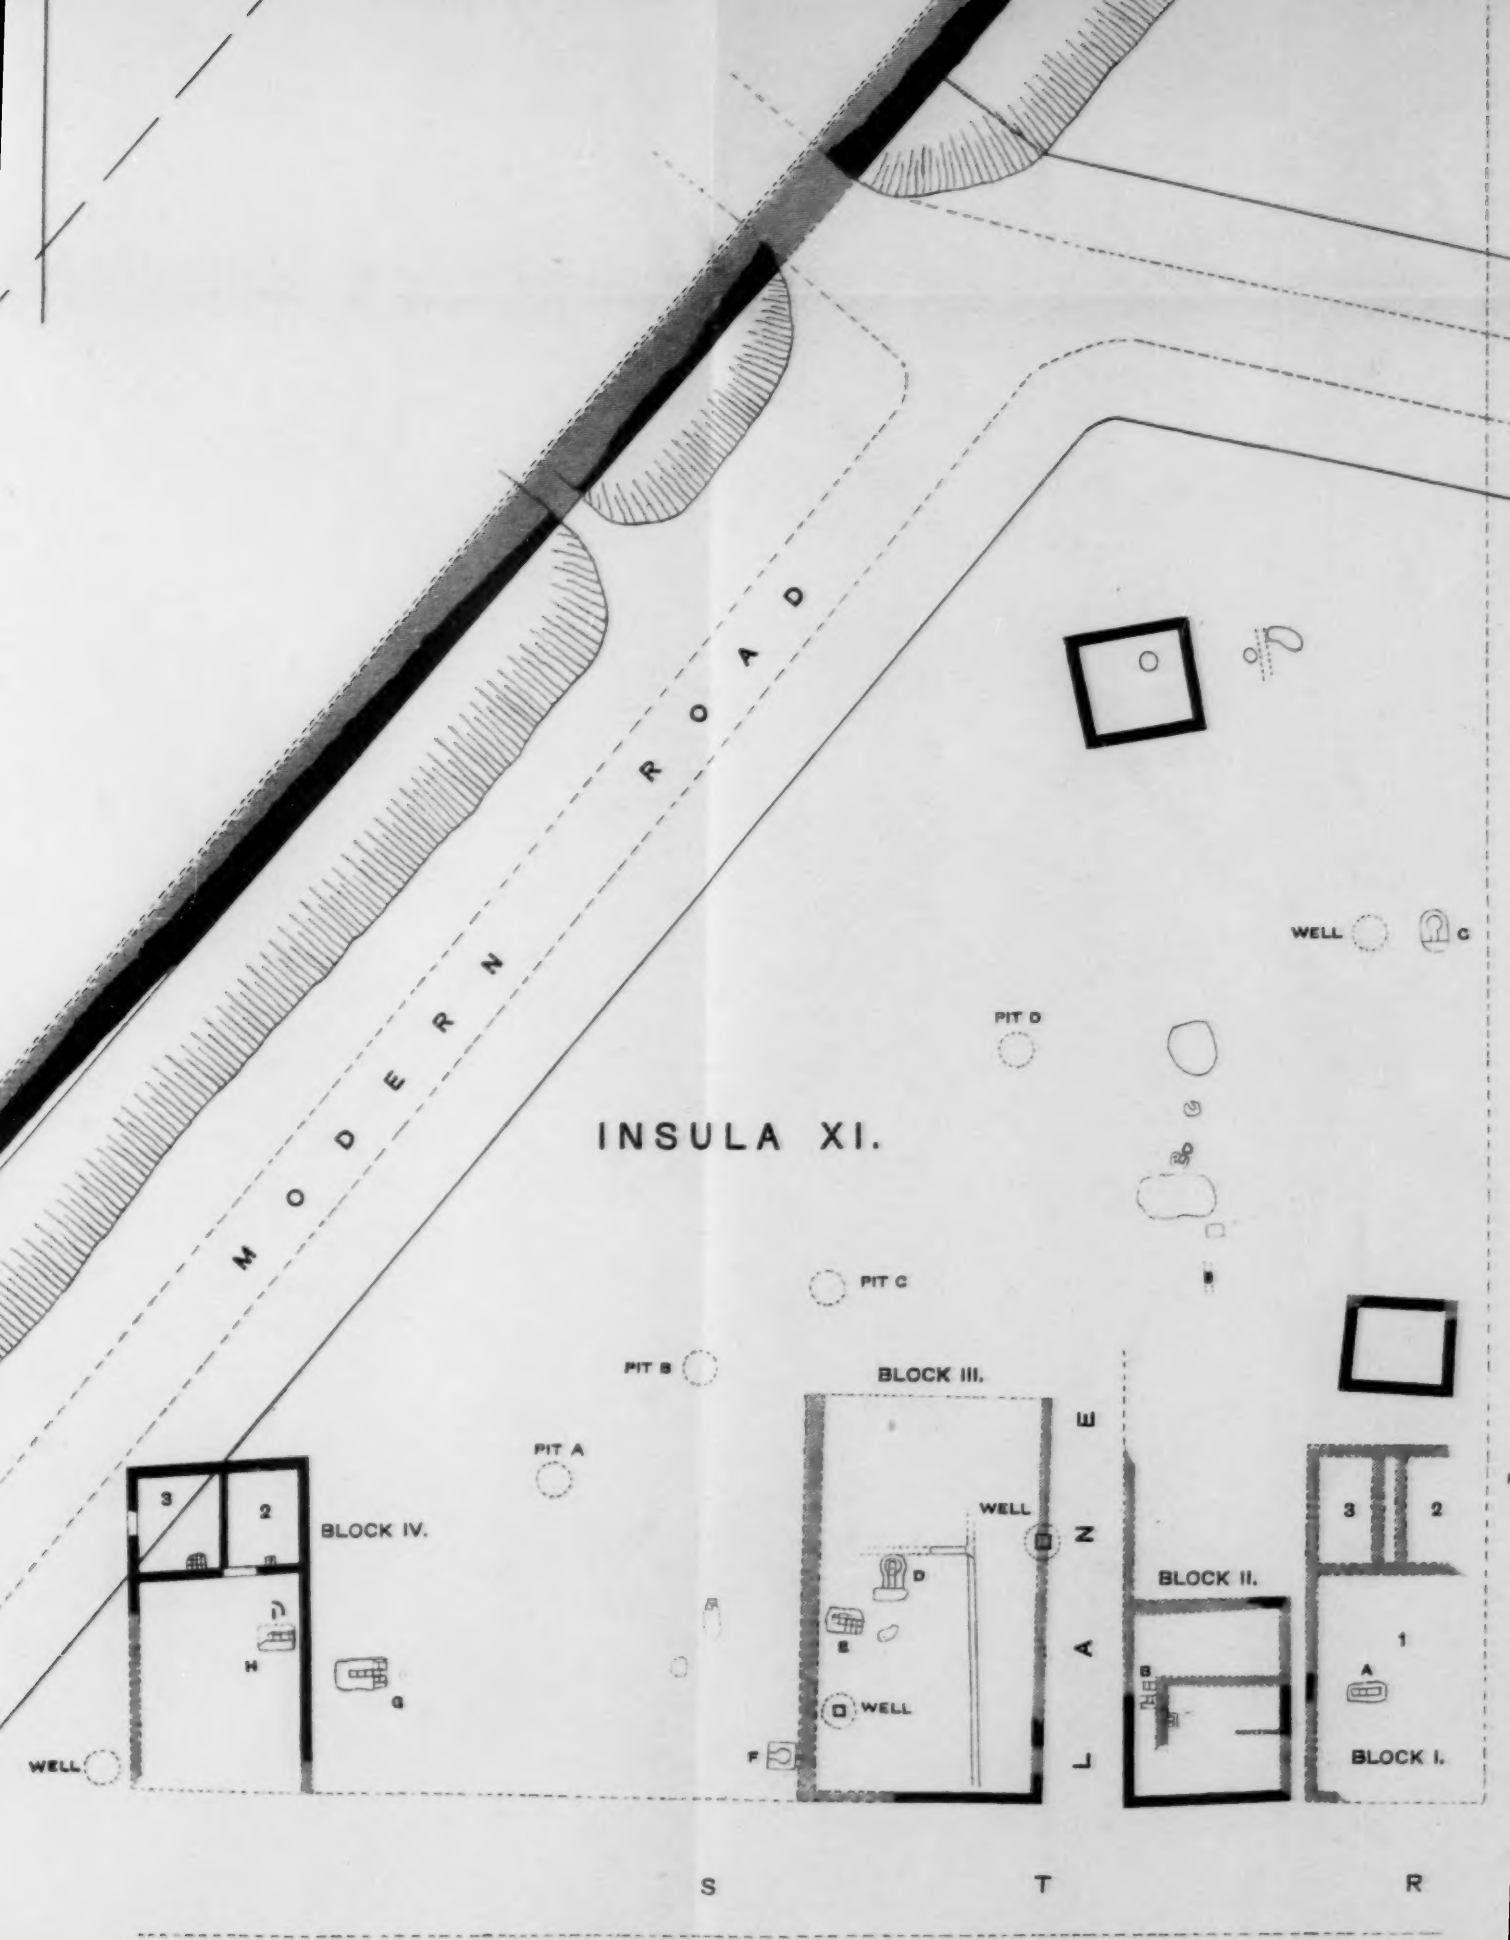 MODERN ROAD
WELL
C
PIT D
INSULA XI.
PIT C
PIT B
BLOCK III.
PIT A
LANE
3
2
BLOCK IV.
WELL
3
2
D
BLOCK II.
E
H
G
WELL
B
1
A
F
WELL
BLOCK I.
S T R